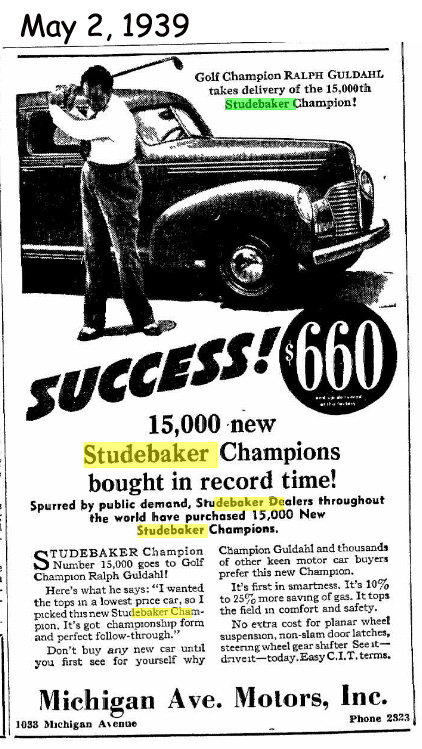 May 2, 1939
Golf Champion RALPH GULDAHL
takes delivery of the 15,000th
Studebaker Champion!
SUCCESS!
$660
and up delivered
at the factory
15,000 new
Studebaker Champions
bought in record time!
Spurred by public demand, Studebaker Dealers throughout
the world have purchased 15,000 New
Studebaker Champions.
STUDEBAKER Champion
Number 15,000 goes to Golf
Champion Ralph Guldahl!
Here's what he says: "I wanted
the tops in a lowest price car, so I
picked this new Studebaker Cham-
pion. It's got championship form
and perfect follow-through."
Don't buy any new car until
you first see for yourself why
Champion Guldahl and thousands
of other keen motor car buyers
prefer this new Champion.
It's first in smartness. It's 10%
to 25% more saving of gas. It tops
the field in comfort and safety.
No extra cost for planar wheel
suspension, non-slam door latches,
steering wheel gear shifter See it—
drive it—today. Easy C.I.T. terms.
Michigan Ave. Motors, Inc.
1033 Michigan Avenue
Phone 2323